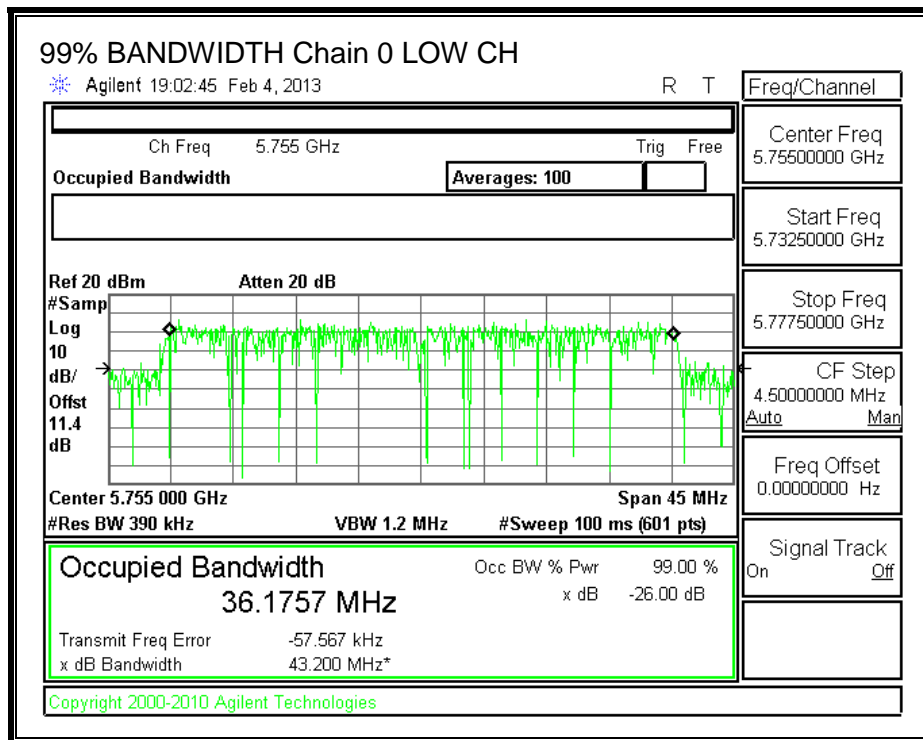 99% BANDWIDTH Chain 0 LOW CH
Agilent 19:02:45 Feb 4, 2013 R T
Freq/Channel
Ch Freq 5.755 GHz Trig Free
Occupied Bandwidth Averages: 100
Center Freq
5.75500000 GHz
Start Freq
5.73250000 GHz
Stop Freq
5.77750000 GHz
CF Step
4.50000000 MHz
Auto Man
Freq Offset
0.00000000 Hz
Signal Track
On Off
Ref 20 dBm Atten 20 dB
#Samp
Log
10
dB/
Offst
11.4
dB
Center 5.755 000 GHz Span 45 MHz
#Res BW 390 kHz VBW 1.2 MHz #Sweep 100 ms (601 pts)
Occupied Bandwidth Occ BW % Pwr 99.00 %
36.1757 MHz x dB -26.00 dB
Transmit Freq Error -57.567 kHz
x dB Bandwidth 43.200 MHz*
Copyright 2000-2010 Agilent Technologies